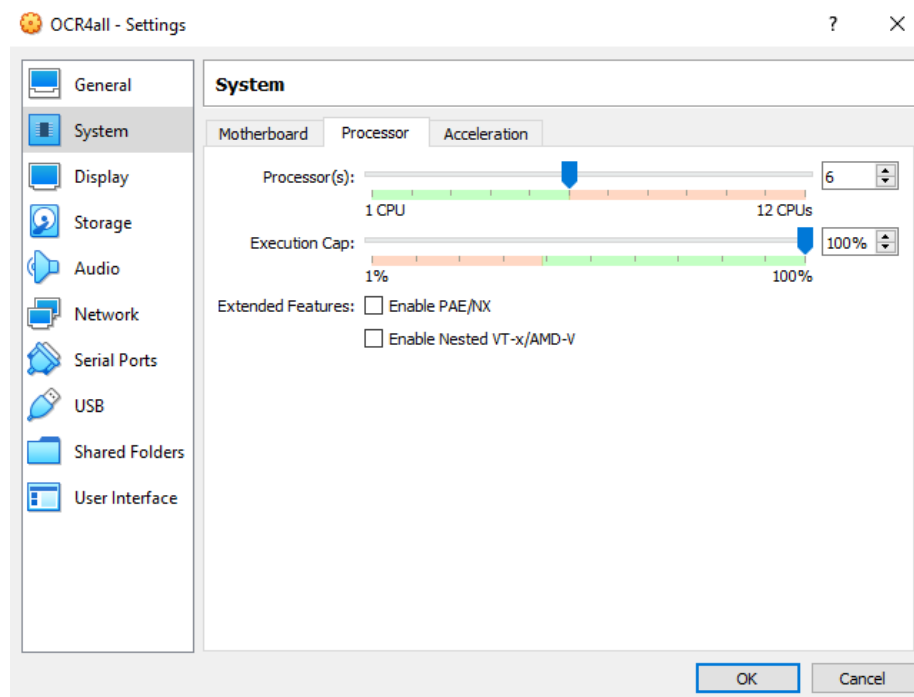 OCR4all - Settings
?
General
System
Display
Storage
Audio
Network
Serial Ports
USB
Shared Folders
User Interface
System
Motherboard Processor Acceleration
Processor(s): 6
1 CPU 12 CPUs
Execution Cap: 100%
1% 100%
Extended Features: Enable PAE/NX
Enable Nested VT-x/AMD-V
OK Cancel